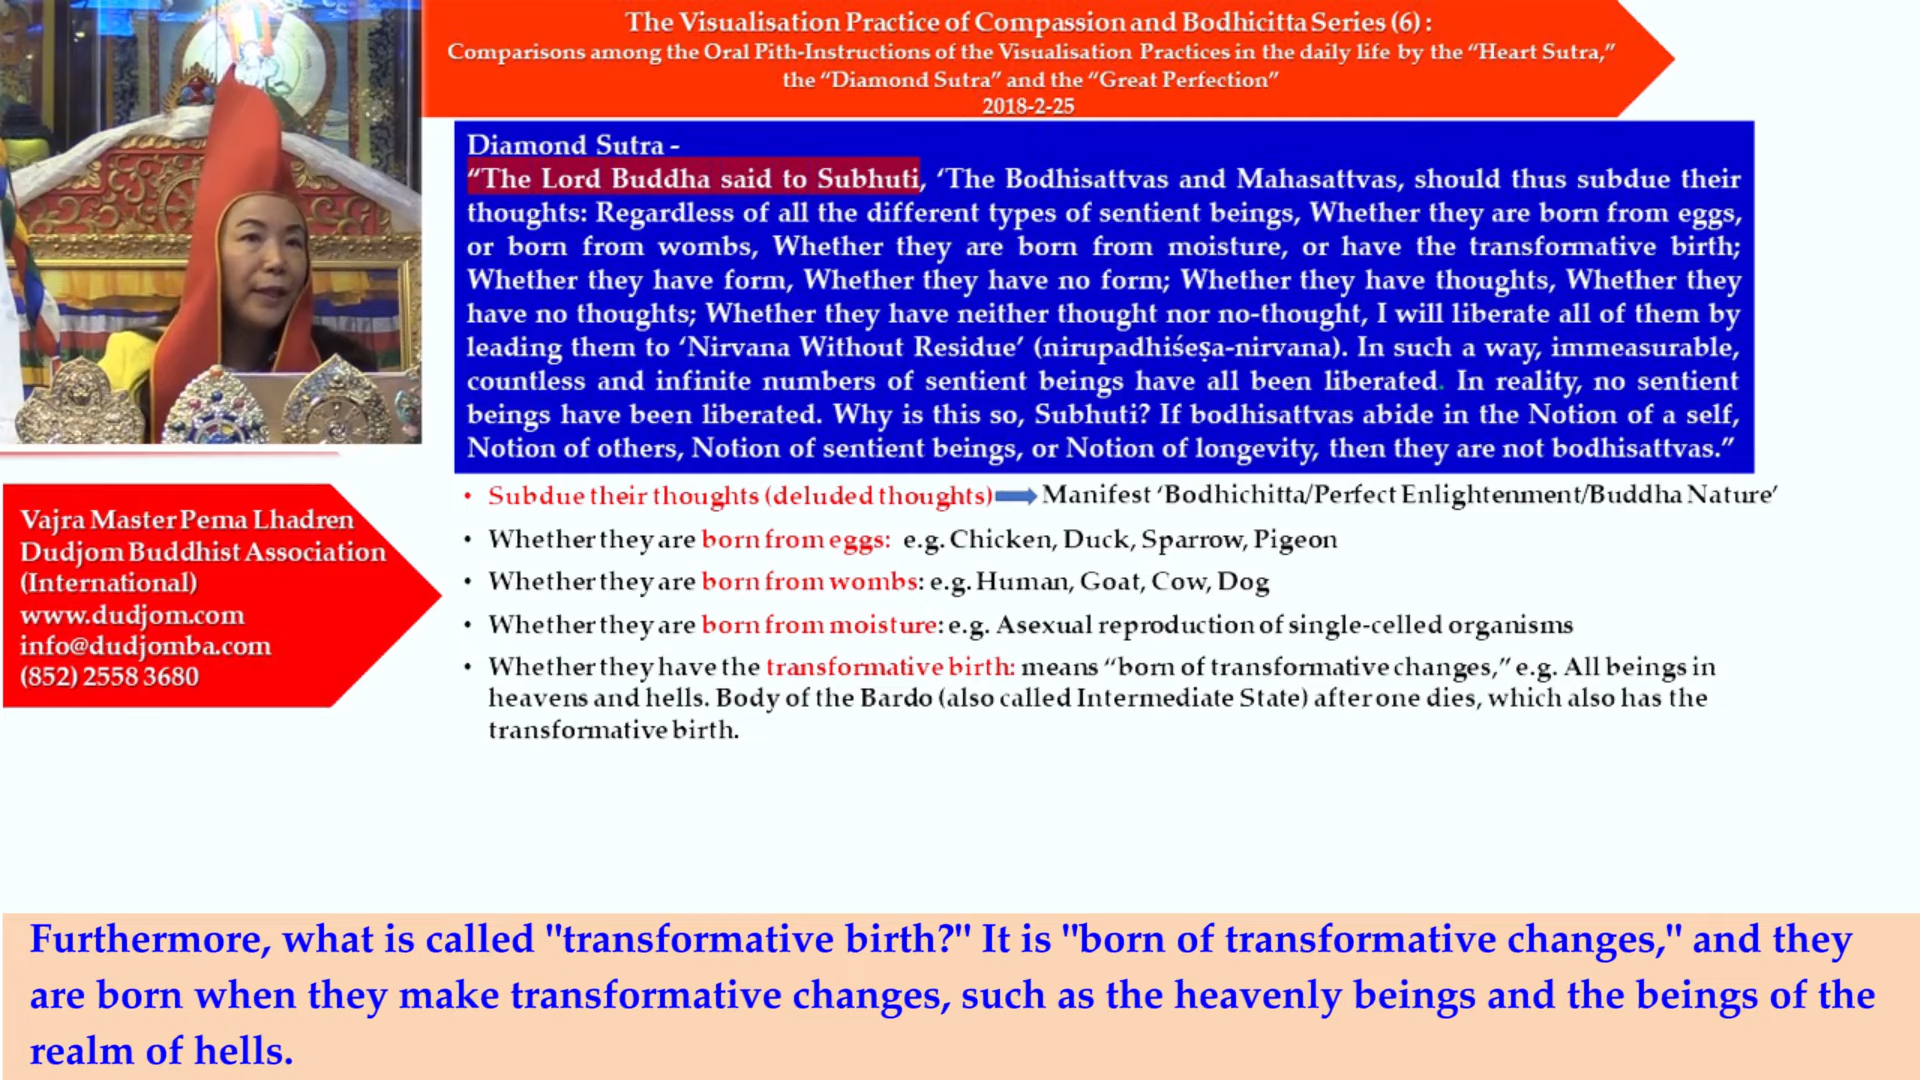 The Visualisation Practice of Compassion and Bodhicitta Series (6) :
Comparisons among the Oral Pith-Instructions of the Visualisation Practices in the daily life by the “Heart Sutra,”
the “Diamond Sutra” and the “Great Perfection”
2018-2-25
Diamond Sutra -
“The Lord Buddha said to Subhuti, ‘The Bodhisattvas and Mahasattvas, should thus subdue their
thoughts: Regardless of all the different types of sentient beings, Whether they are born from eggs,
or born from wombs, Whether they are born from moisture, or have the transformative birth;
Whether they have form, Whether they have no form; Whether they have thoughts, Whether they
have no thoughts; Whether they have neither thought nor no-thought, I will liberate all of them by
leading them to ‘Nirvana Without Residue’ (nirupadhiśeṣa-nirvana). In such a way, immeasurable,
countless and infinite numbers of sentient beings have all been liberated. In reality, no sentient
beings have been liberated. Why is this so, Subhuti? If bodhisattvas abide in the Notion of a self,
Notion of others, Notion of sentient beings, or Notion of longevity, then they are not bodhisattvas.”
Vajra Master Pema Lhadren
Dudjom Buddhist Association
(International)
www.dudjom.com
info@dudjomba.com
(852) 2558 3680
• Subdue their thoughts (deluded thoughts) Manifest ‘Bodhichitta/Perfect Enlightenment/Buddha Nature’
• Whether they are born from eggs: e.g. Chicken, Duck, Sparrow, Pigeon
• Whether they are born from wombs: e.g. Human, Goat, Cow, Dog
• Whether they are born from moisture: e.g. Asexual reproduction of single-celled organisms
• Whether they have the transformative birth: means “born of transformative changes,” e.g. All beings in
heavens and hells. Body of the Bardo (also called Intermediate State) after one dies, which also has the
transformative birth.
Furthermore, what is called "transformative birth?" It is "born of transformative changes," and they
are born when they make transformative changes, such as the heavenly beings and the beings of the
realm of hells.